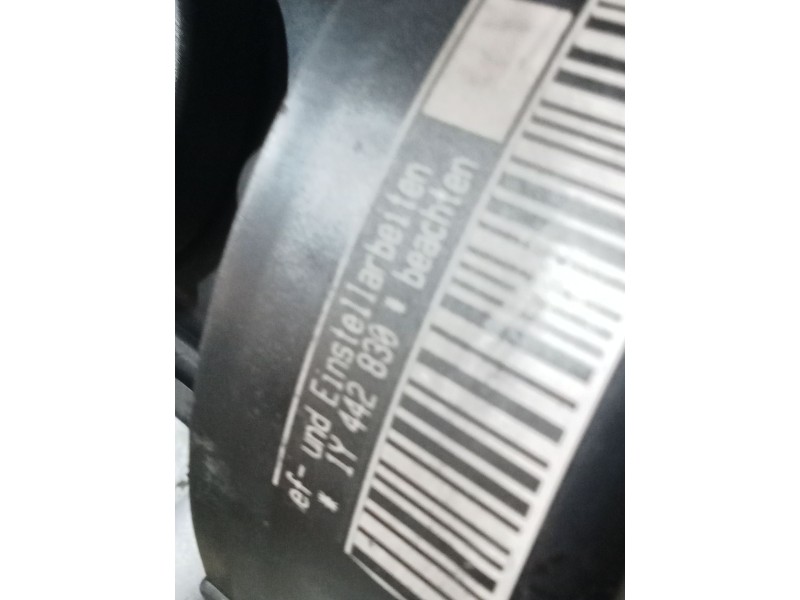 ef- und Einstellarbeiten
* 1Y 442 830 * beachten